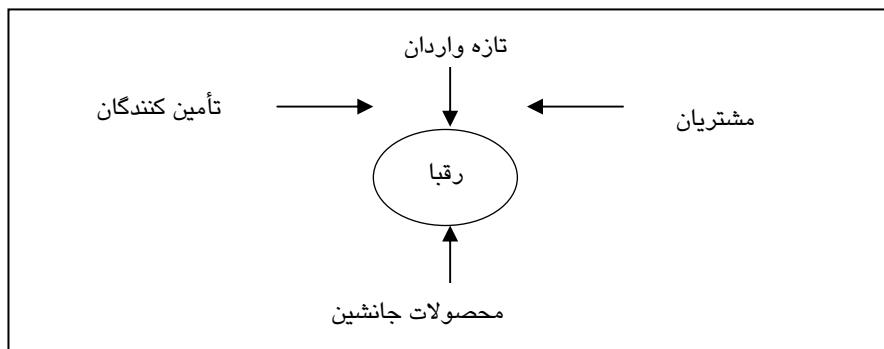 تازه واردان
تأمین کنندگان
مشتریان
رقبا
محصولات جانشین